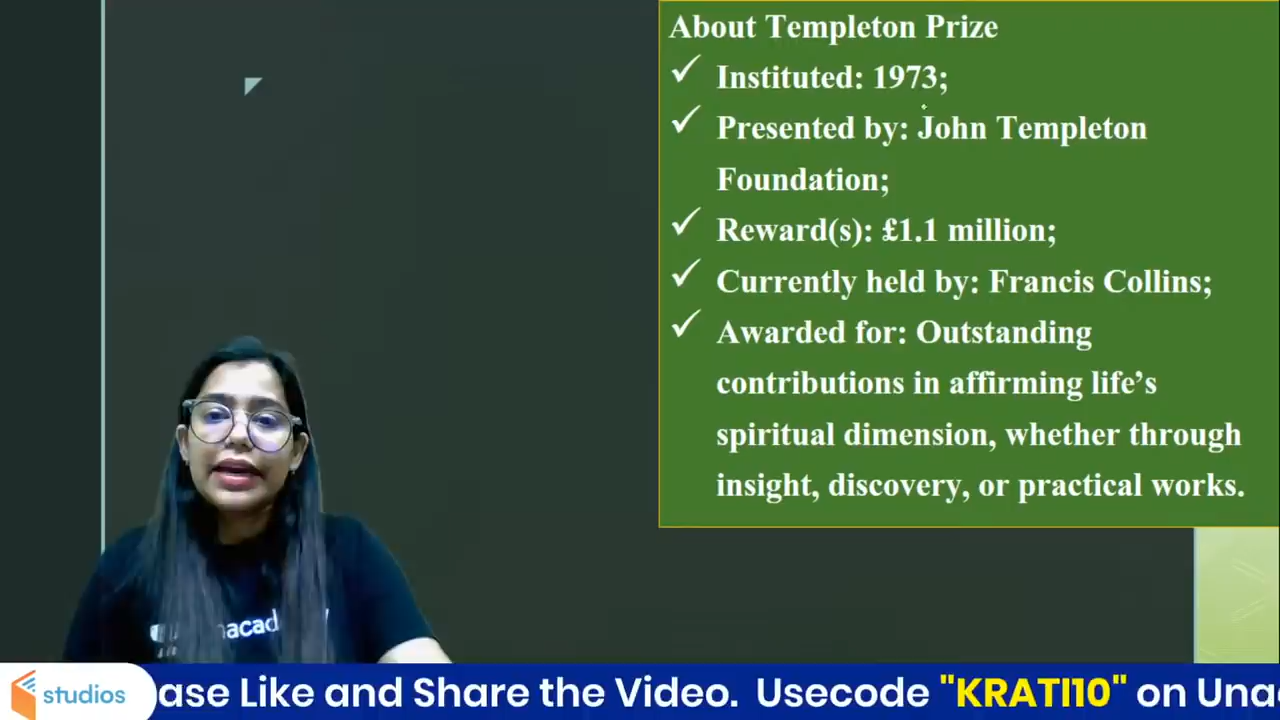 About Templeton Prize
✓ Instituted: 1973;
✓ Presented by: John Templeton
Foundation;
✓ Reward(s): £1.1 million;
✓ Currently held by: Francis Collins;
✓ Awarded for: Outstanding
contributions in affirming life’s
spiritual dimension, whether through
insight, discovery, or practical works.
acad
studios
ase Like and Share the Video. Usecode "KRATI10" on Una